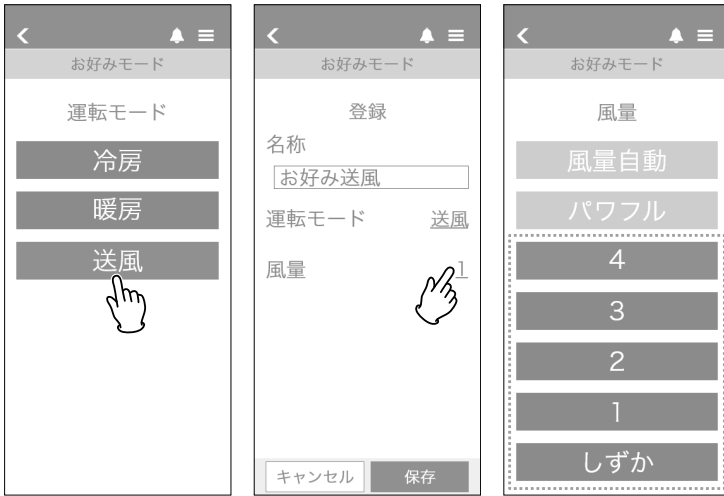 お好みモード
運転モード
冷房
暖房
送風
お好みモード
登録
名称
お好み送風
運転モード 送風
風量 1
キャンセル 保存
お好みモード
風量
風量自動
パワフル
4
3
2
1
しずか